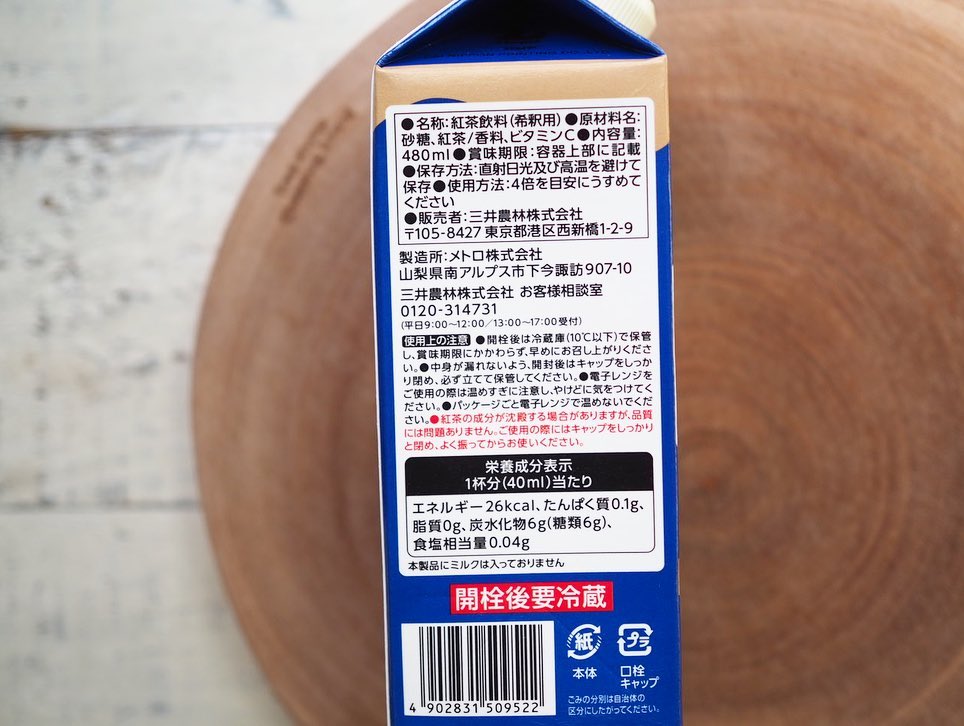 ●名称:紅茶飲料(希釈用)●原材料名:
砂糖、紅茶/香料、ビタミンC●内容量:
480ml●賞味期限:容器上部に記載
●保存方法:直射日光及び高温を避けて
保存●使用方法:4倍を目安にうすめて
ください
●販売者:三井農林株式会社
〒105-8427 東京都港区西新橋1-2-9
製造所:メトロ株式会社
山梨県南アルプス市下今諏訪907-10
三井農林株式会社 お客様相談室
0120-314731
(平日9:00〜12:00/13:00〜17:00受付)
使用上の注意 ●開栓後は冷蔵庫(10℃以下)で保管
し、賞味期限にかかわらず、早めにお召し上がりくださ
い。●中身が漏れないよう、開封後はキャップをしっか
り閉め、必ず立てて保管してください。●電子レンジを
ご使用の際は温めすぎに注意し、やけどに気をつけてく
ださい。●パッケージごと電子レンジで温めないでくだ
さい。●紅茶の成分が沈殿する場合がありますが、品質
には問題ありません。ご使用の際にはキャップをしっかり
と閉め、よく振ってからお使いください。
栄養成分表示
1杯分(40ml)当たり
エネルギー26kcal、たんぱく質0.1g、
脂質0g、炭水化物6g(糖類6g)、
食塩相当量0.04g
本製品にミルクは入っておりません
開栓後要冷蔵
紙 プラ
本体 口栓
キャップ
4 902831 509522
ごみの分別は自治体の
区分にしたがってください。